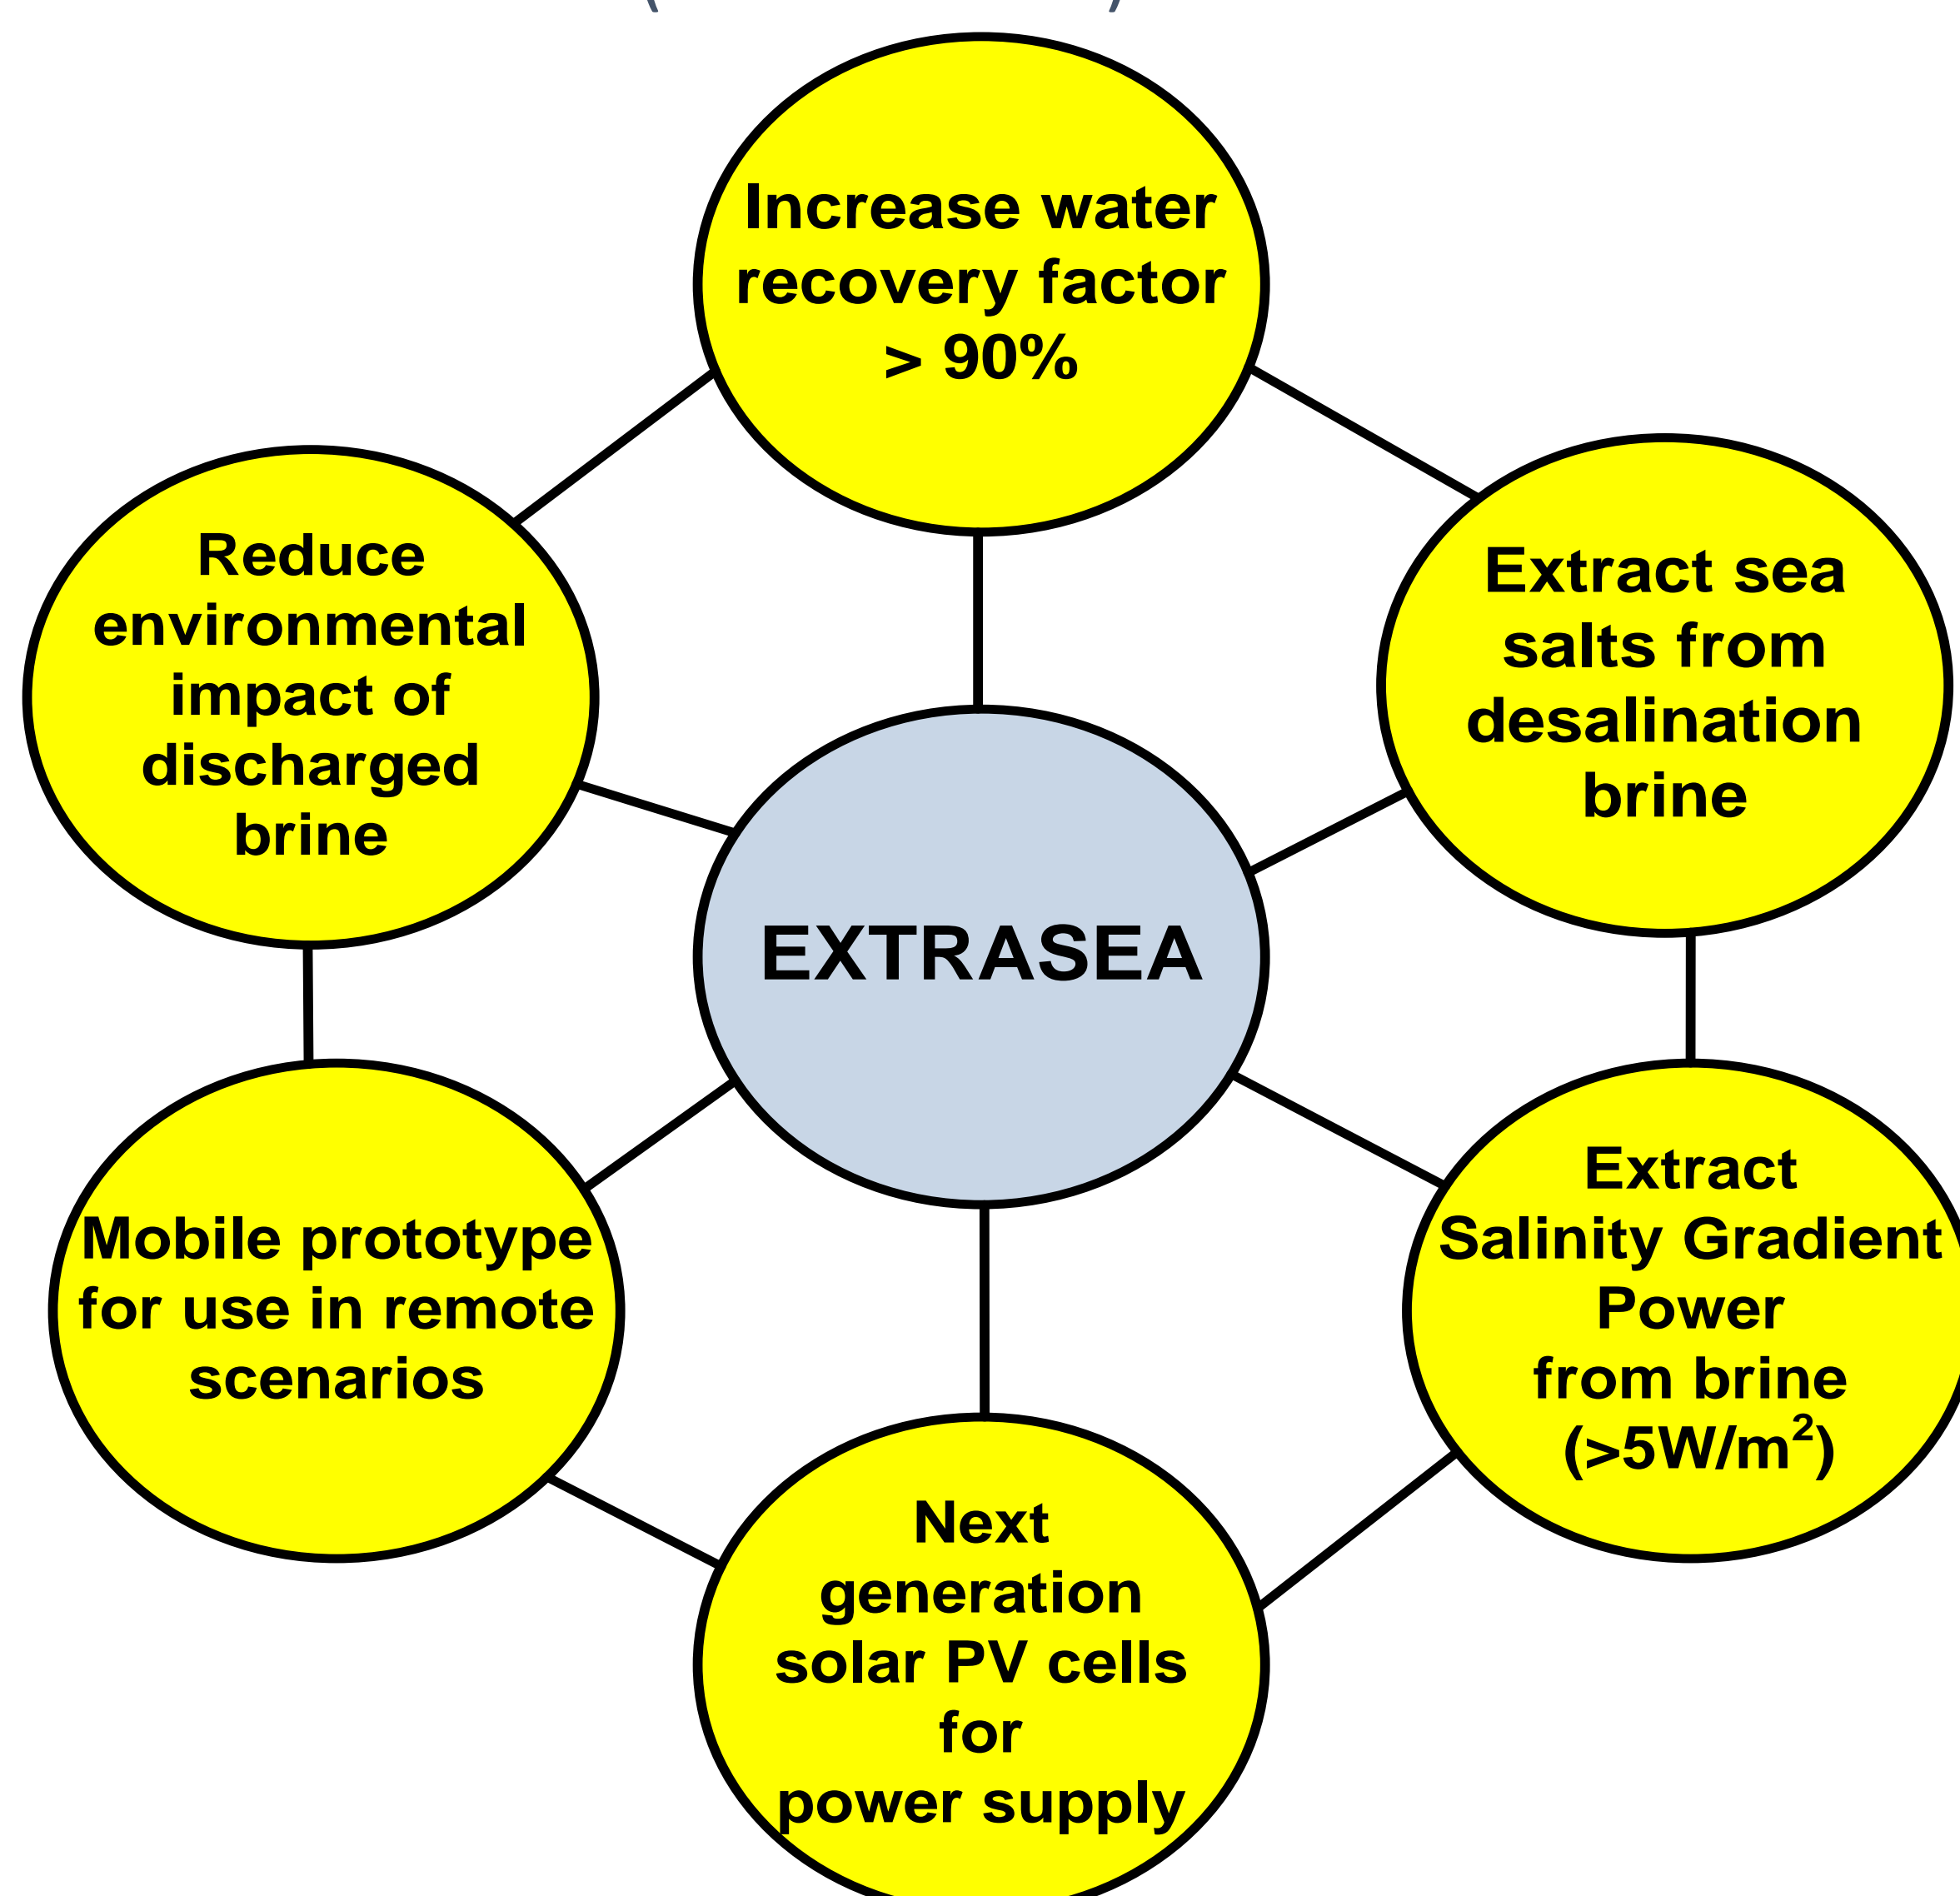 Increase water
recovery factor
> 90%
Reduce
environmental
impact of
discharged
brine
Extract sea
salts from
desalination
brine
EXTRASEA
Mobile prototype
for use in remote
scenarios
Extract
Salinity Gradient
Power
from brine
(>5W/m²)
Next
generation
solar PV cells
for
power supply